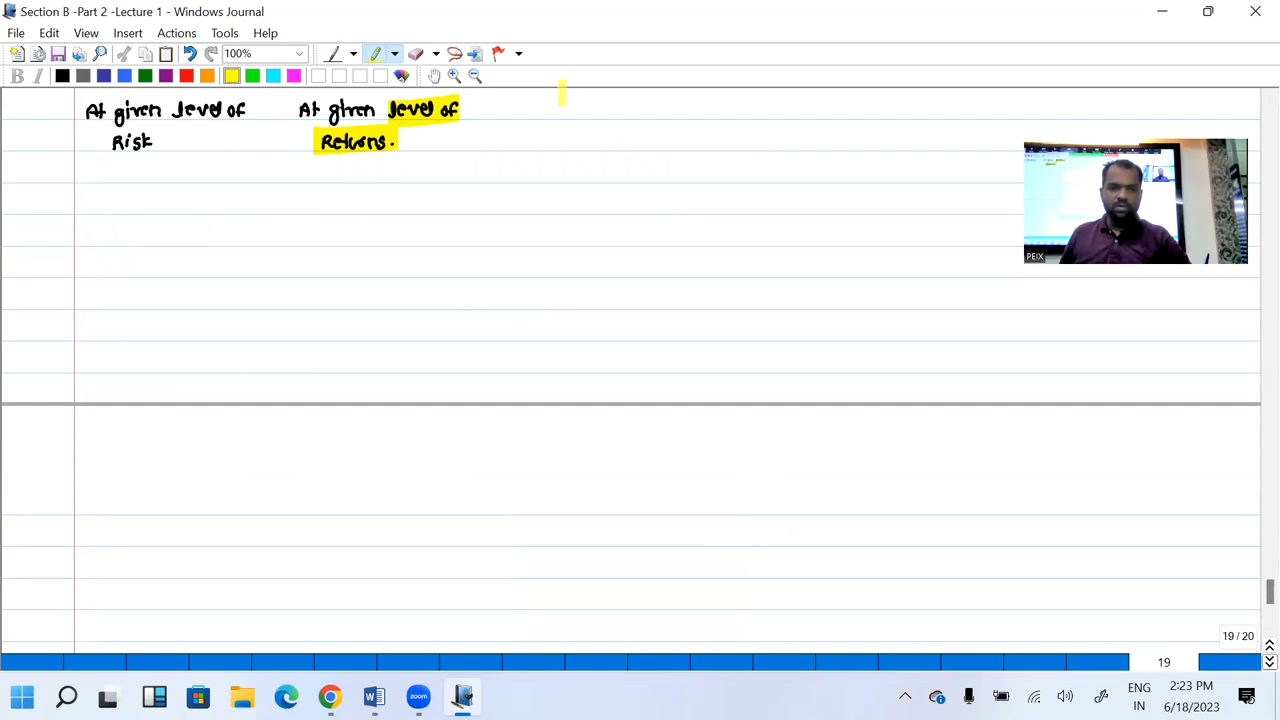 Section B -Part 2 -Lecture 1 - Windows Journal
File Edit View Insert Actions Tools Help
100%
B I
At given level of At given level of
Risk Returns.
PEIX
19 / 20
19
zoom
ENG
IN
2:23 PM
6/18/2023